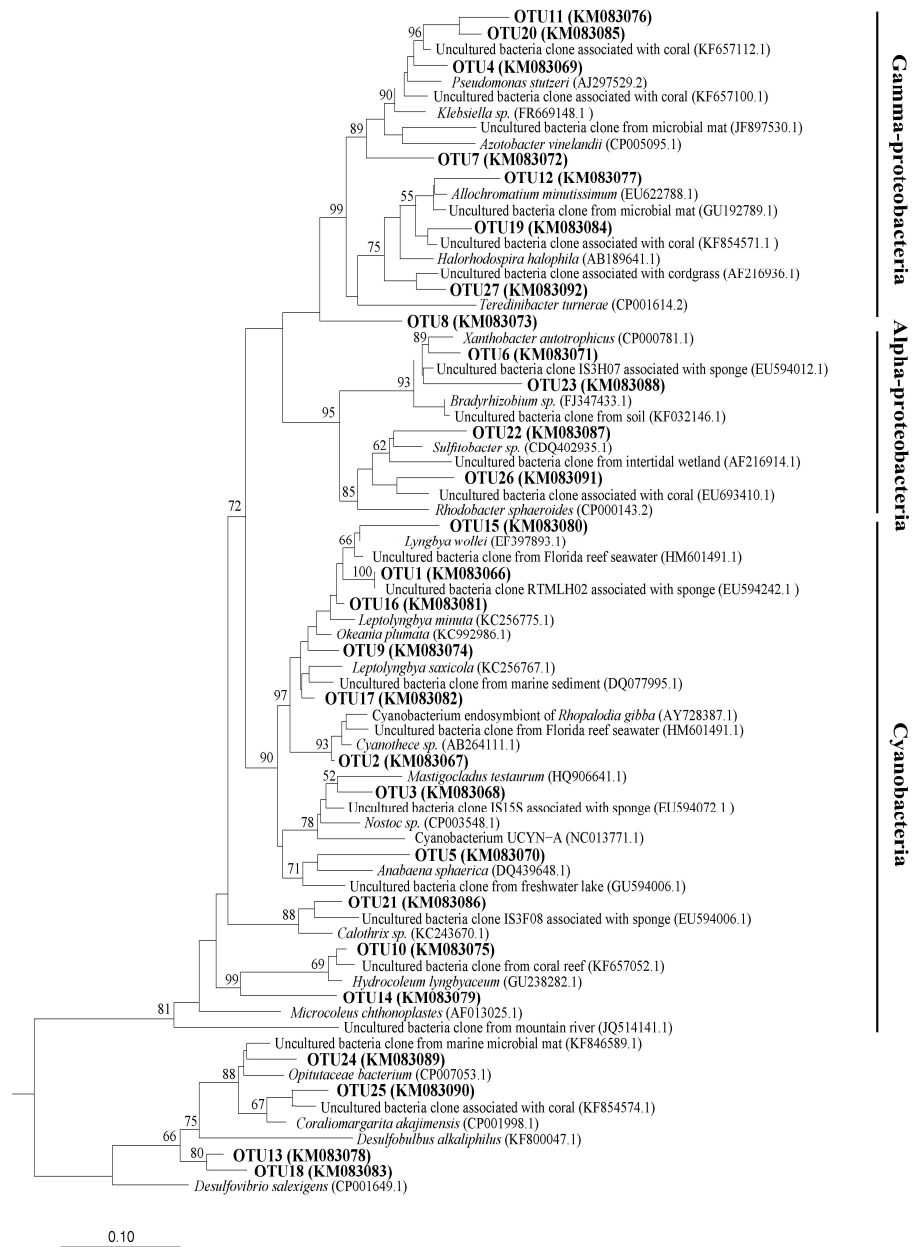 OTU11 (KM083076)
96
OTU20 (KM083085)
Uncultured bacteria clone associated with coral (KF657112.1)
OTU4 (KM083069)
Pseudomonas stutzeri (AJ297529.2)
90
Uncultured bacteria clone associated with coral (KF657100.1)
Klebsiella sp. (FR669148.1 )
89
Uncultured bacteria clone from microbial mat (JF897530.1)
Azotobacter vinelandii (CP005095.1)
OTU7 (KM083072)
OTU12 (KM083077)
55
Allochromatium minutissimum (EU622788.1)
99
Uncultured bacteria clone from microbial mat (GU192789.1)
OTU19 (KM083084)
75
Uncultured bacteria clone associated with coral (KF854571.1 )
Halorhodospira halophila (AB189641.1)
Uncultured bacteria clone associated with cordgrass (AF216936.1)
OTU27 (KM083092)
Teredinibacter turnerae (CP001614.2)
OTU8 (KM083073)
Gamma-proteobacteria
89
Xanthobacter autotrophicus (CP000781.1)
OTU6 (KM083071)
Uncultured bacteria clone IS3H07 associated with sponge (EU594012.1)
93
OTU23 (KM083088)
Bradyrhizobium sp. (FJ347433.1)
95
Uncultured bacteria clone from soil (KF032146.1)
OTU22 (KM083087)
62
Sulfitobacter sp. (CDQ402935.1)
Uncultured bacteria clone from intertidal wetland (AF216914.1)
OTU26 (KM083091)
85
Uncultured bacteria clone associated with coral (EU693410.1)
Rhodobacter sphaeroides (CP000143.2)
Alpha-proteobacteria
72
OTU15 (KM083080)
66
Lyngbya wollei (EF397893.1)
Uncultured bacteria clone from Florida reef seawater (HM601491.1)
100
OTU1 (KM083066)
Uncultured bacteria clone RTMLH02 associated with sponge (EU594242.1 )
OTU16 (KM083081)
Leptolyngbya minuta (KC256775.1)
Okeania plumata (KC992986.1)
OTU9 (KM083074)
Leptolyngbya saxicola (KC256767.1)
Uncultured bacteria clone from marine sediment (DQ077995.1)
97
OTU17 (KM083082)
Cyanobacterium endosymbiont of Rhopalodia gibba (AY728387.1)
Uncultured bacteria clone from Florida reef seawater (HM601491.1)
93
Cyanothece sp. (AB264111.1)
90
OTU2 (KM083067)
52
Mastigocladus testaurum (HQ906641.1)
OTU3 (KM083068)
Uncultured bacteria clone IS15S associated with sponge (EU594072.1 )
78
Nostoc sp. (CP003548.1)
Cyanobacterium UCYN−A (NC013771.1)
OTU5 (KM083070)
71
Anabaena sphaerica (DQ439648.1)
Uncultured bacteria clone from freshwater lake (GU594006.1)
OTU21 (KM083086)
88
Uncultured bacteria clone IS3F08 associated with sponge (EU594006.1)
Calothrix sp. (KC243670.1)
OTU10 (KM083075)
69
Uncultured bacteria clone from coral reef (KF657052.1)
99
Hydrocoleum lyngbyaceum (GU238282.1)
OTU14 (KM083079)
81
Microcoleus chthonoplastes (AF013025.1)
Uncultured bacteria clone from mountain river (JQ514141.1)
Cyanobacteria
Uncultured bacteria clone from marine microbial mat (KF846589.1)
OTU24 (KM083089)
88
Opitutaceae bacterium (CP007053.1)
OTU25 (KM083090)
67
Uncultured bacteria clone associated with coral (KF854574.1)
75
Coraliomargarita akajimensis (CP001998.1)
66
Desulfobulbus alkaliphilus (KF800047.1)
80
OTU13 (KM083078)
OTU18 (KM083083)
Desulfovibrio salexigens (CP001649.1)
0.10